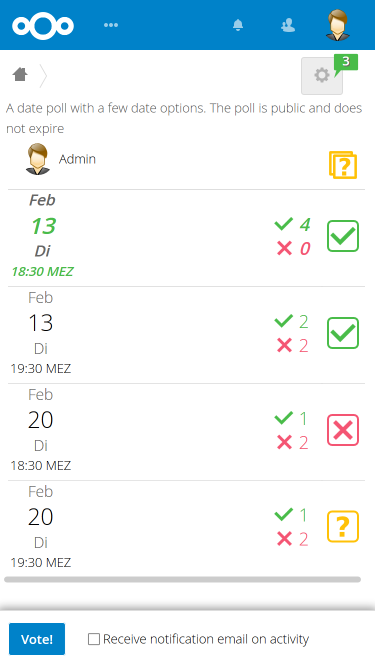 3
A date poll with a few date options. The poll is public and does
not expire
Admin
?
Feb
13
Di
18:30 MEZ
4
0
Feb
13
Di
19:30 MEZ
2
2
Feb
20
Di
18:30 MEZ
1
2
Feb
20
Di
19:30 MEZ
1
2
?
Vote!
Receive notification email on activity